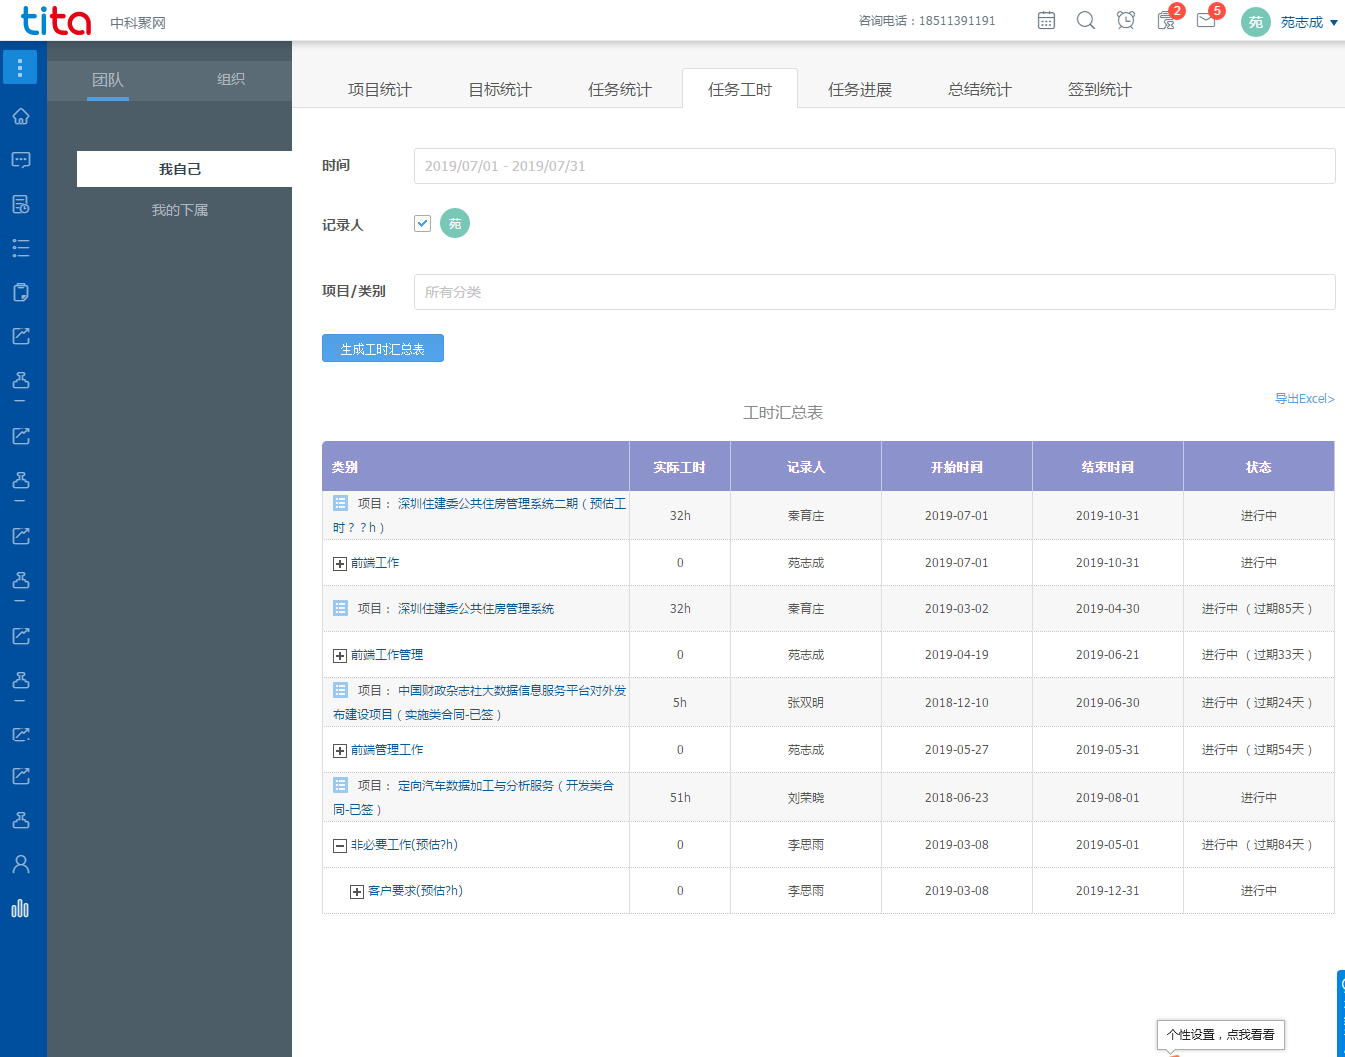 tita 中科聚网
咨询电话：18511391191
2
5
苑 苑志成
团队 组织
我自己
我的下属
项目统计 目标统计 任务统计 任务工时 任务进展 总结统计 签到统计
时间 2019/07/01 - 2019/07/31
记录人 苑
项目/类别 所有分类
生成工时汇总表
导出Excel>
工时汇总表
类别 实际工时 记录人 开始时间 结束时间 状态
项目： 深圳住建委公共住房管理系统二期（预估工
时？？h） 32h 秦育庄 2019-07-01 2019-10-31 进行中
前端工作 0 苑志成 2019-07-01 2019-10-31 进行中
项目： 深圳住建委公共住房管理系统 32h 秦育庄 2019-03-02 2019-04-30 进行中 （过期85天）
前端工作管理 0 苑志成 2019-04-19 2019-06-21 进行中 （过期33天）
项目： 中国财政杂志社大数据信息服务平台对外发
布建设项目（实施类合同-已签） 5h 张双明 2018-12-10 2019-06-30 进行中 （过期24天）
前端管理工作 0 苑志成 2019-05-27 2019-05-31 进行中 （过期54天）
项目： 定向汽车数据加工与分析服务（开发类合
同-已签） 51h 刘荣晓 2018-06-23 2019-08-01 进行中
非必要工作(预估?h) 0 李思雨 2019-03-08 2019-05-01 进行中 （过期84天）
客户要求(预估?h) 0 李思雨 2019-03-08 2019-12-31 进行中
个性设置，点我看看